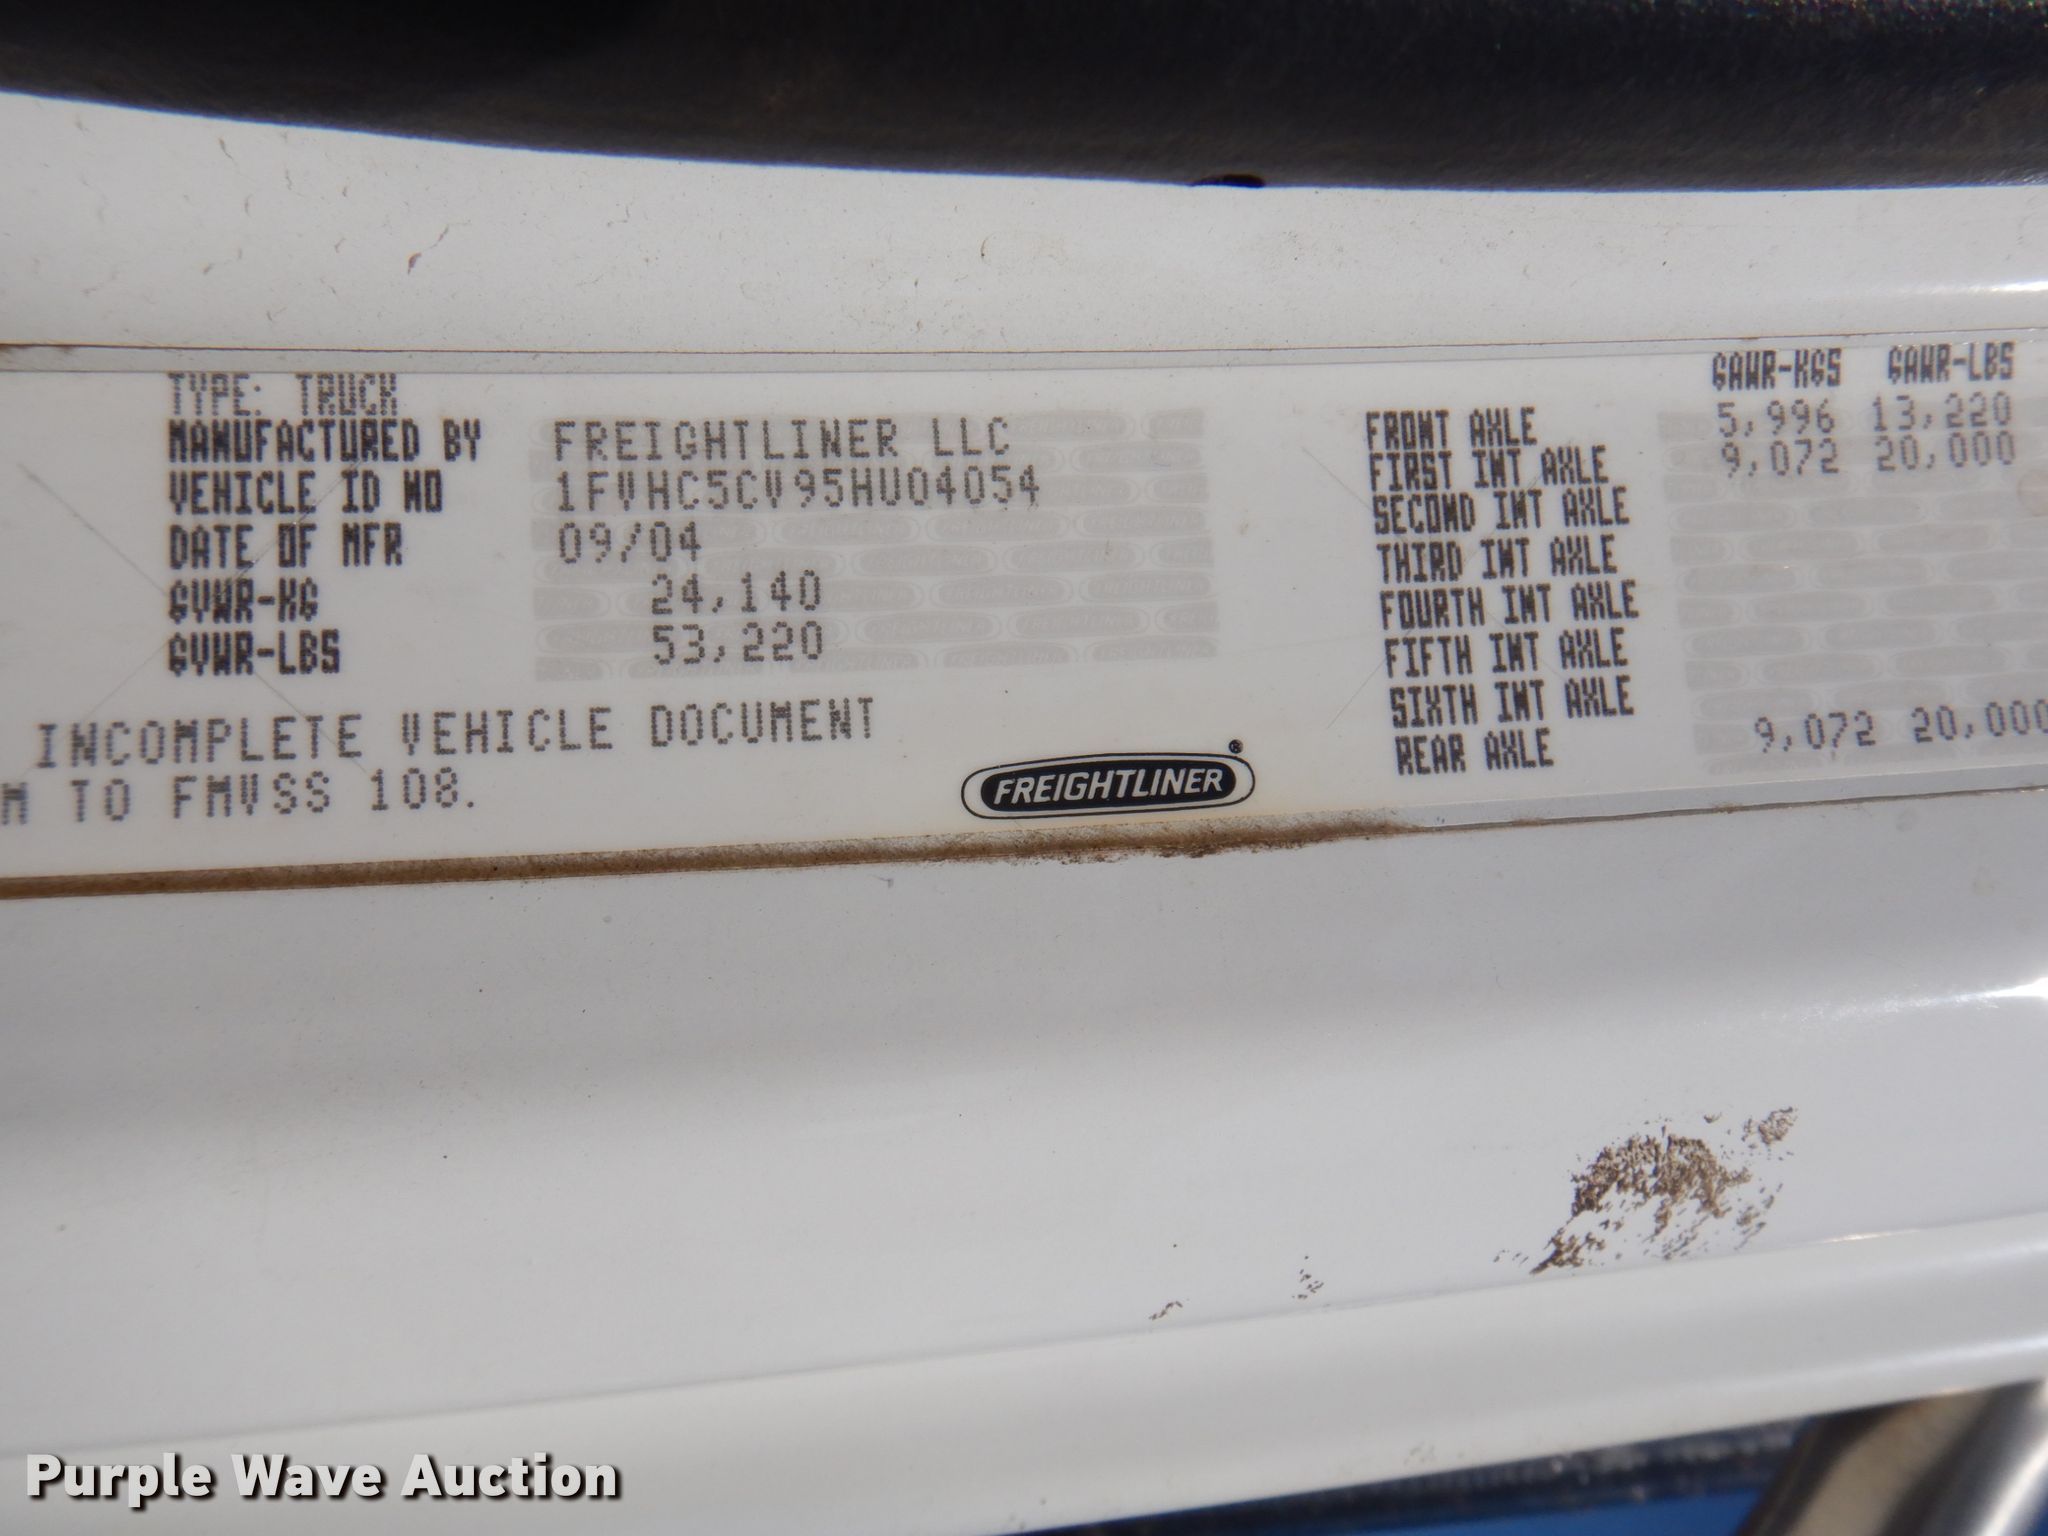 TYPE: TRUCK
MANUFACTURED BY FREIGHTLINER LLC
VEHICLE ID NO 1FVHC5CV95HU04054
DATE OF MFR 09/04
GVWR-KG 24,140
GVWR-LBS 53,220
INCOMPLETE VEHICLE DOCUMENT
M TO FMVSS 108.
FREIGHTLINER®
GAWR-KGS GAWR-LBS
FRONT AXLE 5,996 13,220
FIRST INT AXLE 9,072 20,000
SECOND INT AXLE
THIRD INT AXLE
FOURTH INT AXLE
FIFTH INT AXLE
SIXTH INT AXLE
REAR AXLE 9,072 20,000
Purple Wave Auction